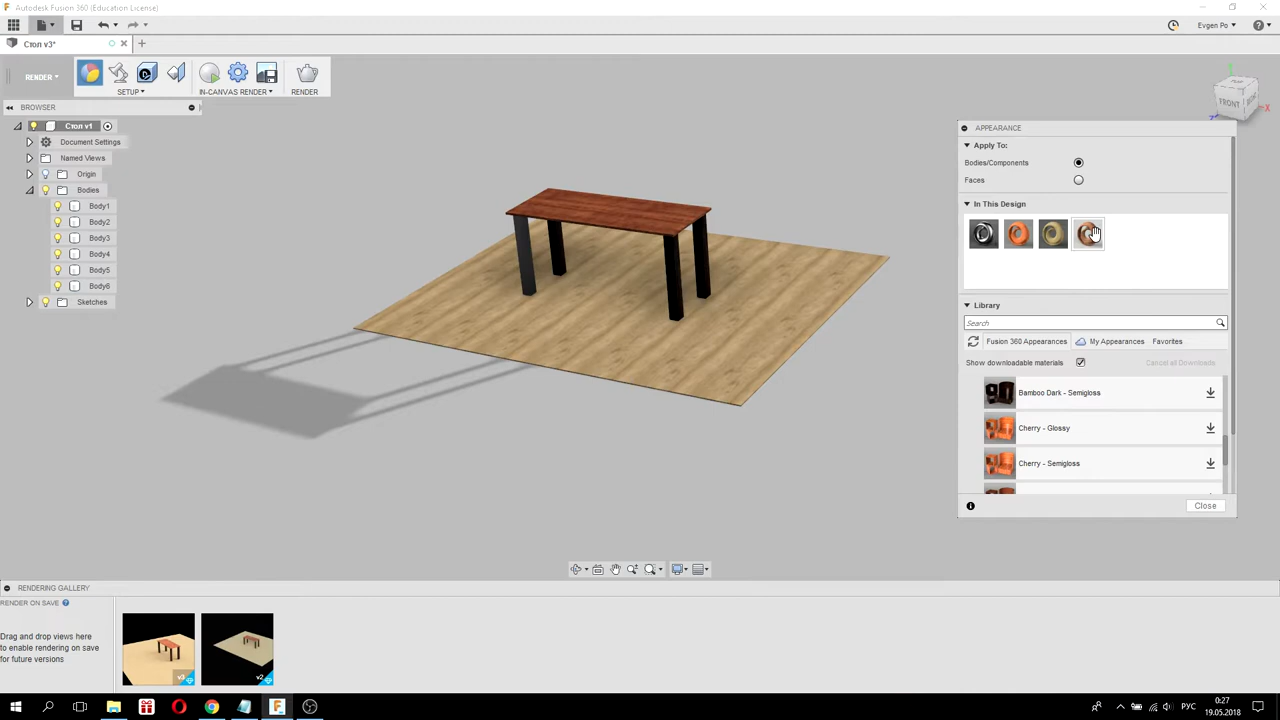 Autodesk Fusion 360 (Education License)
Evgen Po
Стол v3*
RENDER
SETUP
IN-CANVAS RENDER
RENDER
BROWSER
Стол v1
Document Settings
Named Views
Origin
Bodies
Body1
Body2
Body3
Body4
Body5
Body6
Sketches
FRONT
X
APPEARANCE
Apply To:
Bodies/Components
Faces
In This Design
Library
Search
Fusion 360 Appearances
My Appearances
Favorites
Show downloadable materials
Cancel all Downloads
Bamboo Dark - Semigloss
Cherry - Glossy
Cherry - Semigloss
Close
RENDERING GALLERY
RENDER ON SAVE
Drag and drop views here
to enable rendering on save
for future versions
v3
v2
РУС
0:27
19.05.2018